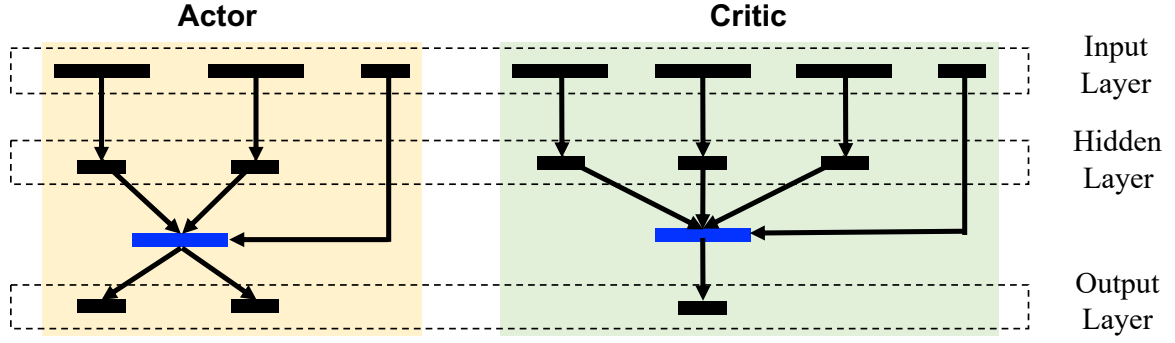 Actor
Critic
Input
Layer
Hidden
Layer
Output
Layer